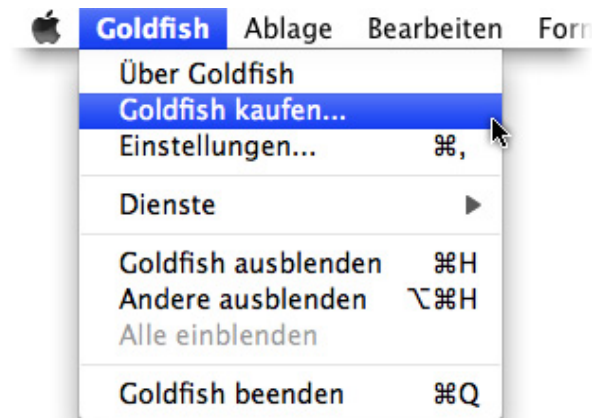 Goldfish Ablage Bearbeiten
Über Goldfish
Goldfish kaufen...
Einstellungen... ⌘,
Dienste
Goldfish ausblenden ⌘H
Andere ausblenden ⌥⌘H
Alle einblenden
Goldfish beenden ⌘Q